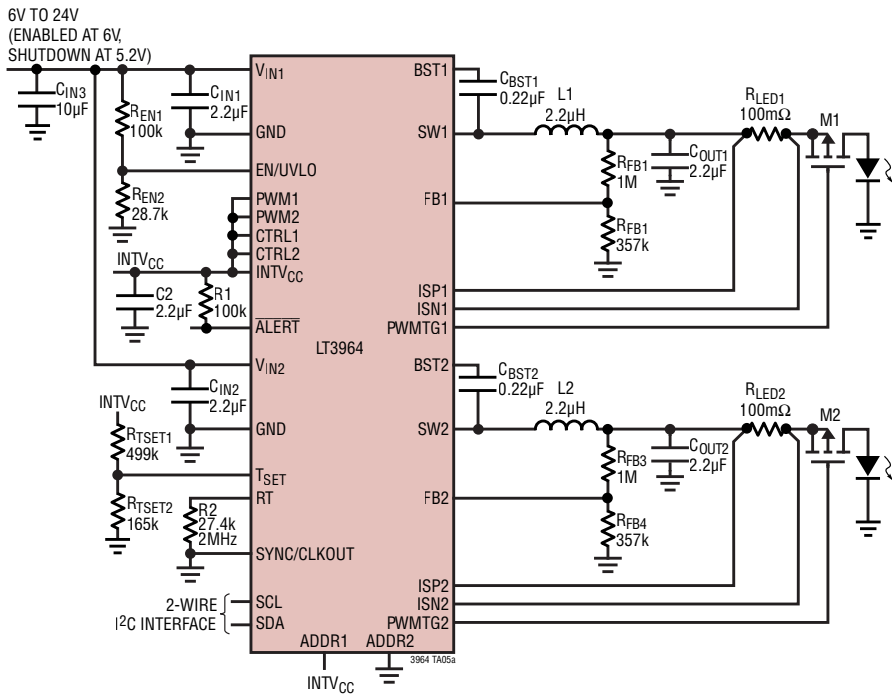 6V TO 24V
(ENABLED AT 6V,
SHUTDOWN AT 5.2V)
CIN3
10µF
REN1
100k
CIN1
2.2µF
REN2
28.7k
INTVCC
C2
2.2µF
R1
100k
CIN2
2.2µF
INTVCC
RTSET1
499k
RTSET2
165k
R2
27.4k
2MHz
2-WIRE
I²C INTERFACE
VIN1
GND
EN/UVLO
PWM1
PWM2
CTRL1
CTRL2
INTVCC
ALERT
LT3964
VIN2
GND
TSET
RT
SYNC/CLKOUT
SCL
SDA
ADDR1
ADDR2
3964 TA05a
INTVCC
BST1
SW1
FB1
ISP1
ISN1
PWMTG1
BST2
SW2
FB2
ISP2
ISN2
PWMTG2
CBST1
0.22µF
L1
2.2µH
RLED1
100mΩ
M1
RFB1
1M
COUT1
2.2µF
RFB1
357k
CBST2
0.22µF
L2
2.2µH
RLED2
100mΩ
M2
RFB3
1M
COUT2
2.2µF
RFB4
357k